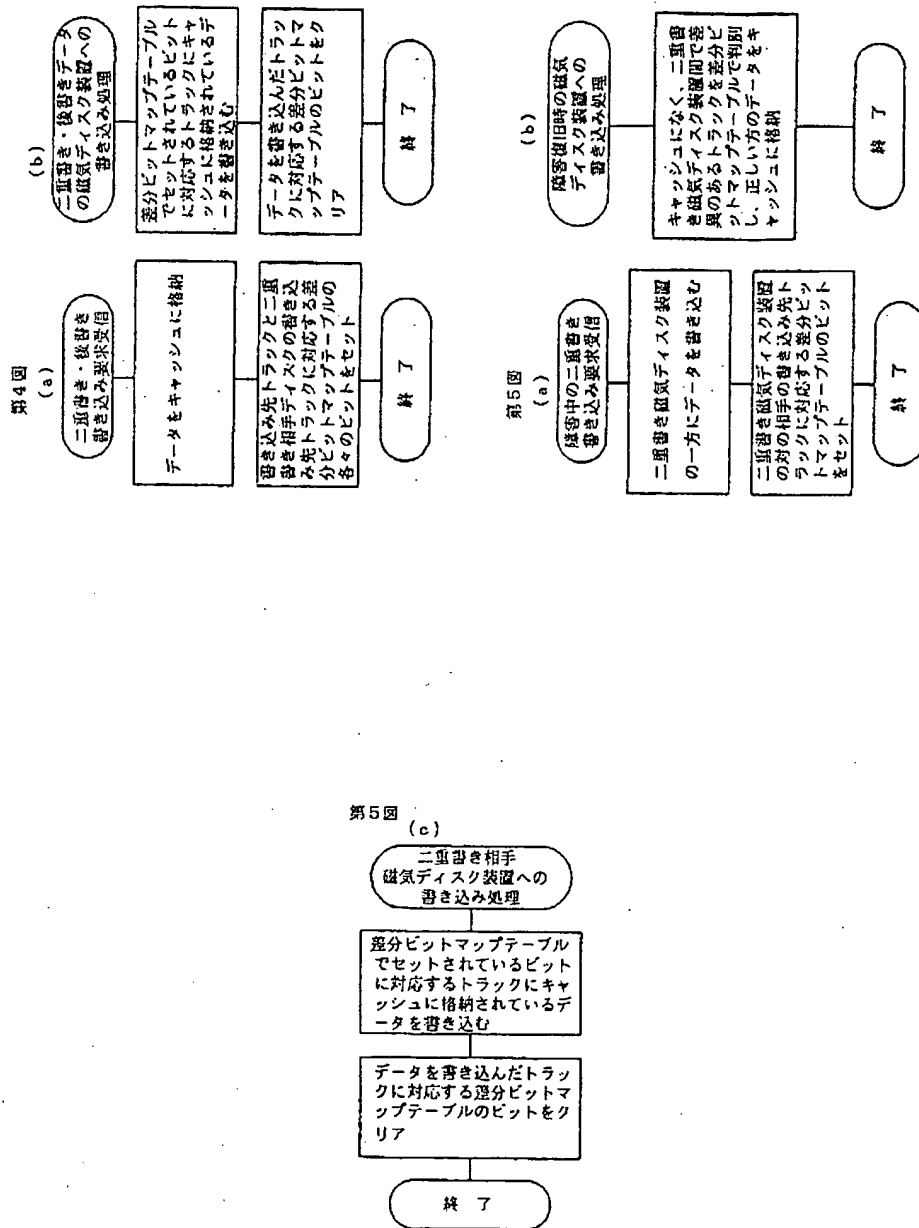 第4図
(a)
二重書き・後書き
書き込み要求受信
データをキャッシュに格納
書き込み先トラックと二重
書き相手ディスクの書き込
み先トラックに対応する差
分ビットマップテーブルの
各々のビットをセット
終 了
(b)
二重書き・後書きデータ
の磁気ディスク装置への
書き込み処理
差分ビットマップテーブル
でセットされているビット
に対応するトラックにキャ
ッシュに格納されているデ
ータを書き込む
データを書き込んだトラッ
クに対応する差分ビットマ
ップテーブルのビットをク
リア
終 了
第5図
(a)
障害中の二重書き
書き込み要求受信
二重書き磁気ディスク装置
の一方にデータを書き込む
二重書き磁気ディスク装置
の対の相手の書き込み先ト
ラックに対応する差分ビッ
トマップテーブルのビット
をセット
終 了
(b)
障害復旧時の磁気
ディスク装置への
書き込み処理
キャッシュになく、二重書
き磁気ディスク装置間で差
異のあるトラックを差分ビ
ットマップテーブルで判別
し、正しい方のデータをキ
ャッシュに格納
終 了
第5図
(c)
二重書き相手
磁気ディスク装置への
書き込み処理
差分ビットマップテーブル
でセットされているビット
に対応するトラックにキャ
ッシュに格納されているデ
ータを書き込む
データを書き込んだトラッ
クに対応する差分ビットマ
ップテーブルのビットをク
リア
終 了